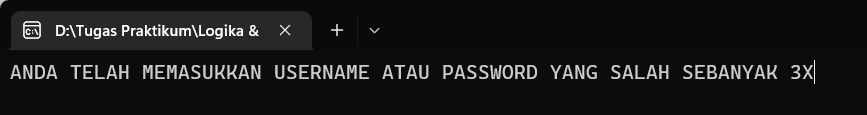 D:\Tugas Praktikum\Logika &
ANDA TELAH MEMASUKKAN USERNAME ATAU PASSWORD YANG SALAH SEBANYAK 3X